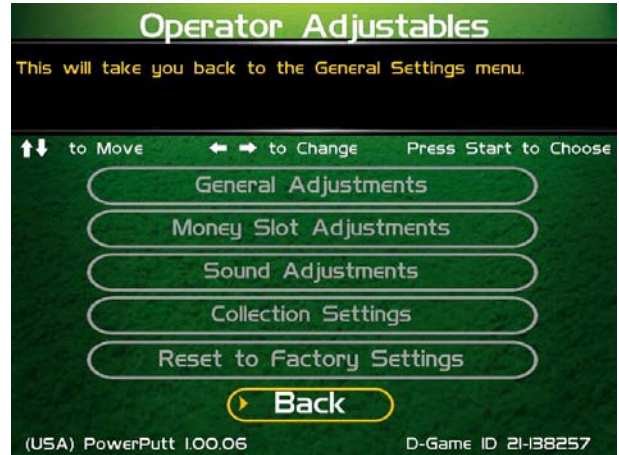 Operator Adjustables
This will take you back to the General Settings menu.
to Move to Change Press Start to Choose
General Adjustments
Money Slot Adjustments
Sound Adjustments
Collection Settings
Reset to Factory Settings
Back
(USA) PowerPutt 1.00.06 D-Game ID 21-138257